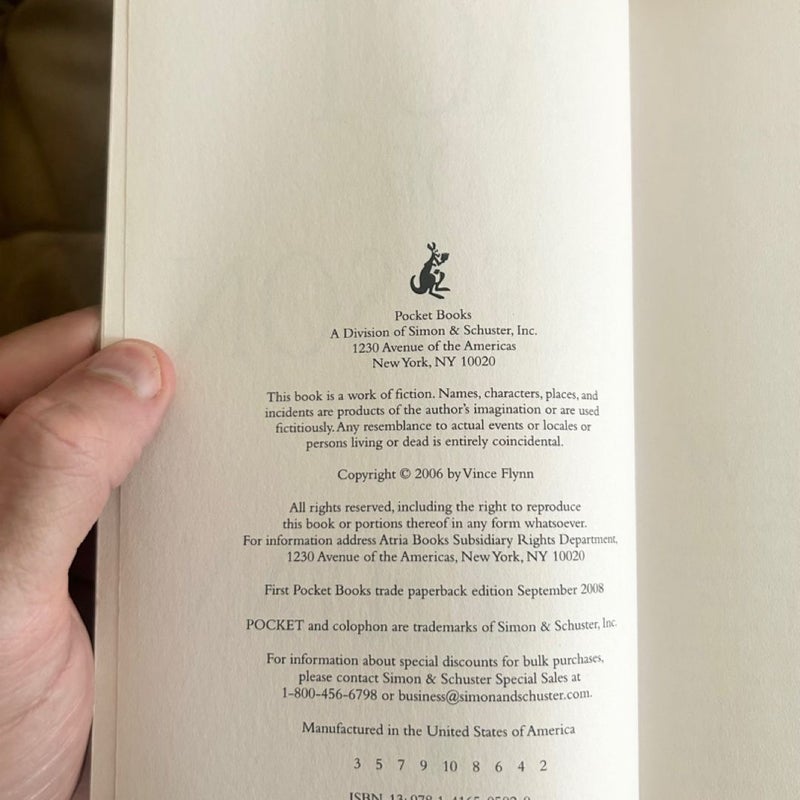 Pocket Books
A Division of Simon & Schuster, Inc.
1230 Avenue of the Americas
New York, NY 10020
This book is a work of fiction. Names, characters, places, and
incidents are products of the author's imagination or are used
fictitiously. Any resemblance to actual events or locales or
persons living or dead is entirely coincidental.
Copyright © 2006 by Vince Flynn
All rights reserved, including the right to reproduce
this book or portions thereof in any form whatsoever.
For information address Atria Books Subsidiary Rights Department,
1230 Avenue of the Americas, New York, NY 10020
First Pocket Books trade paperback edition September 2008
POCKET and colophon are trademarks of Simon & Schuster, Inc.
For information about special discounts for bulk purchases,
please contact Simon & Schuster Special Sales at
1-800-456-6798 or business@simonandschuster.com.
Manufactured in the United States of America
3 5 7 9 10 8 6 4 2
ISBN-13: 978-1-4165